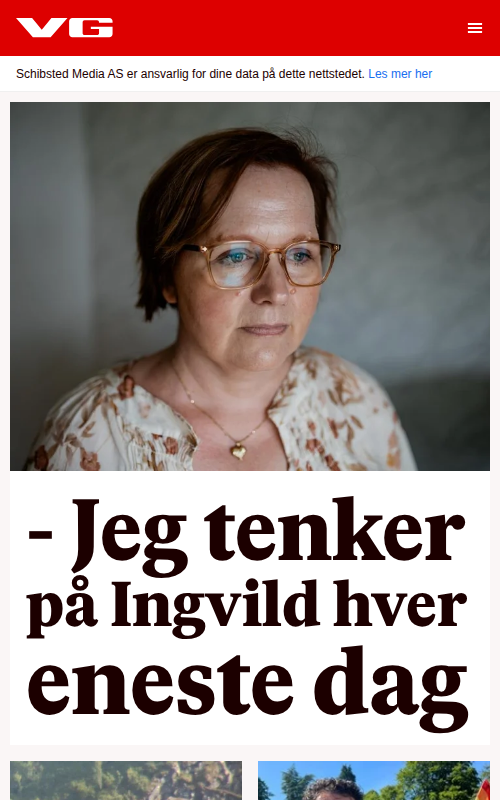 VG
Schibsted Media AS er ansvarlig for dine data på dette nettstedet. Les mer her
- Jeg tenker
på Ingvild hver
eneste dag